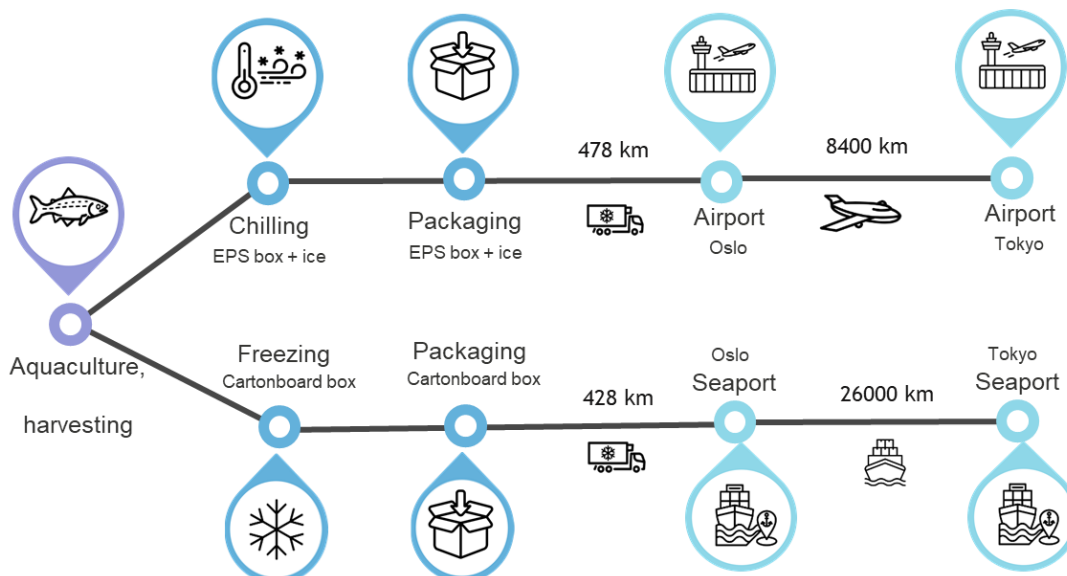 478 km
8400 km
Chilling
EPS box + ice
Packaging
EPS box + ice
Airport
Oslo
Airport
Tokyo
Aquaculture,
harvesting
Freezing
Cartonboard box
Packaging
Cartonboard box
428 km
Oslo
Seaport
26000 km
Tokyo
Seaport